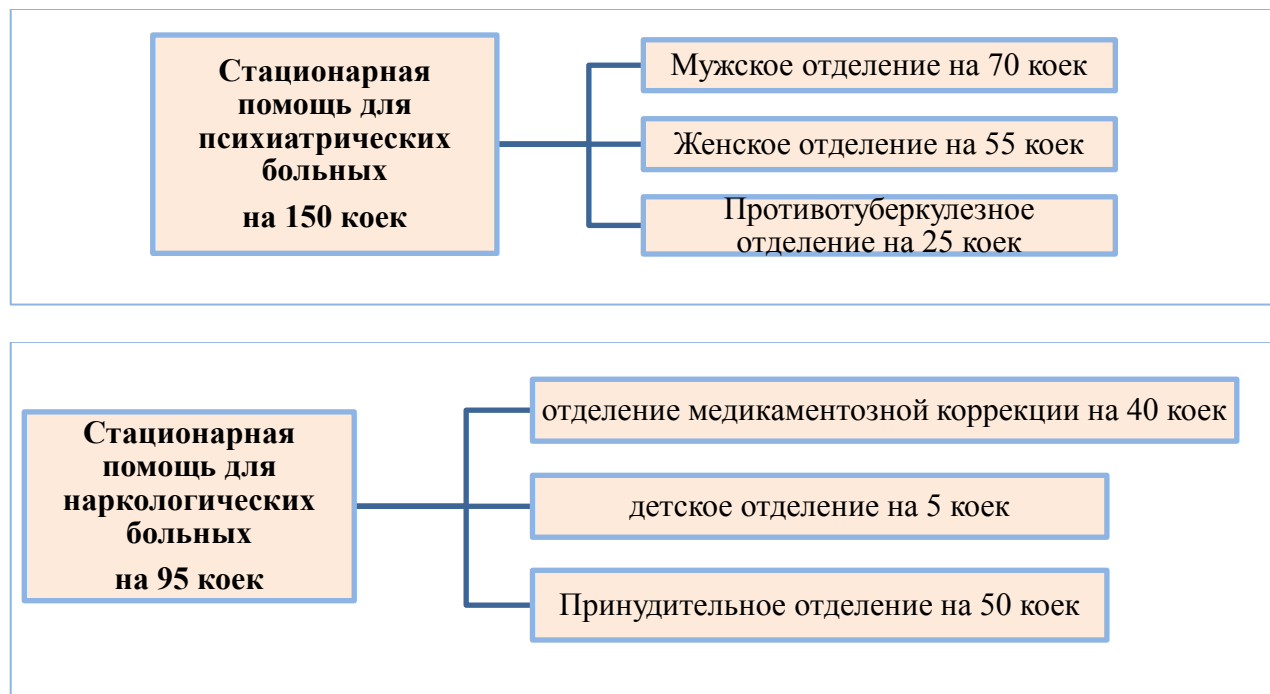 Стационарная
помощь для
психиатрических
больных
на 150 коек
Мужское отделение на 70 коек
Женское отделение на 55 коек
Противотуберкулезное
отделение на 25 коек
Стационарная
помощь для
наркологических
больных
на 95 коек
отделение медикаментозной коррекции на 40 коек
детское отделение на 5 коек
Принудительное отделение на 50 коек